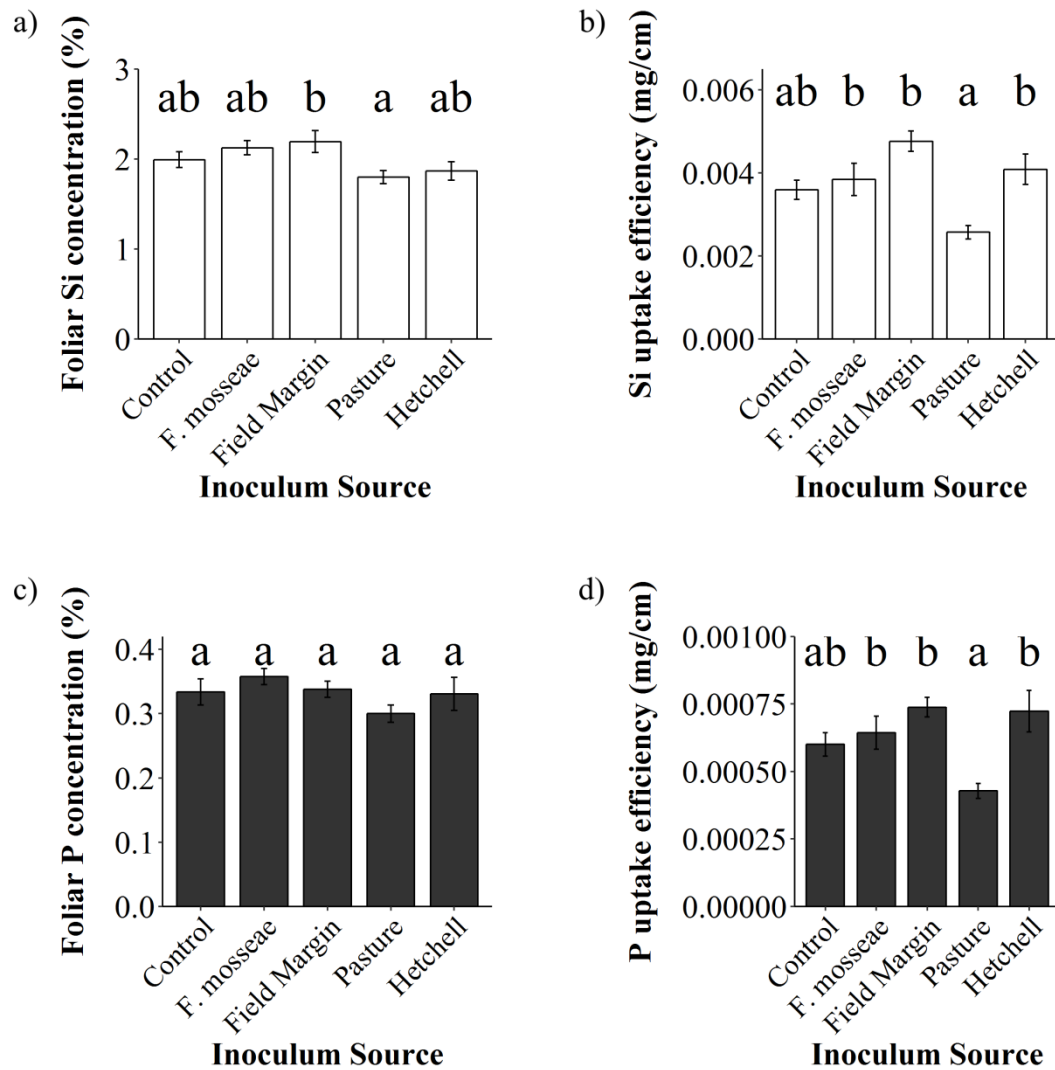 a)
Foliar Si concentration (%)
3
2
1
0
ab ab b a ab
Control
F. mosseae
Field Margin
Pasture
Hetchell
Inoculum Source
b)
Si uptake efficiency (mg/cm)
0.006
0.004
0.002
0.000
ab b b a b
Control
F. mosseae
Field Margin
Pasture
Hetchell
Inoculum Source
c)
Foliar P concentration (%)
0.4
0.3
0.2
0.1
0.0
a a a a a
Control
F. mosseae
Field Margin
Pasture
Hetchell
Inoculum Source
d)
P uptake efficiency (mg/cm)
0.00100
0.00075
0.00050
0.00025
0.00000
ab b b a b
Control
F. mosseae
Field Margin
Pasture
Hetchell
Inoculum Source